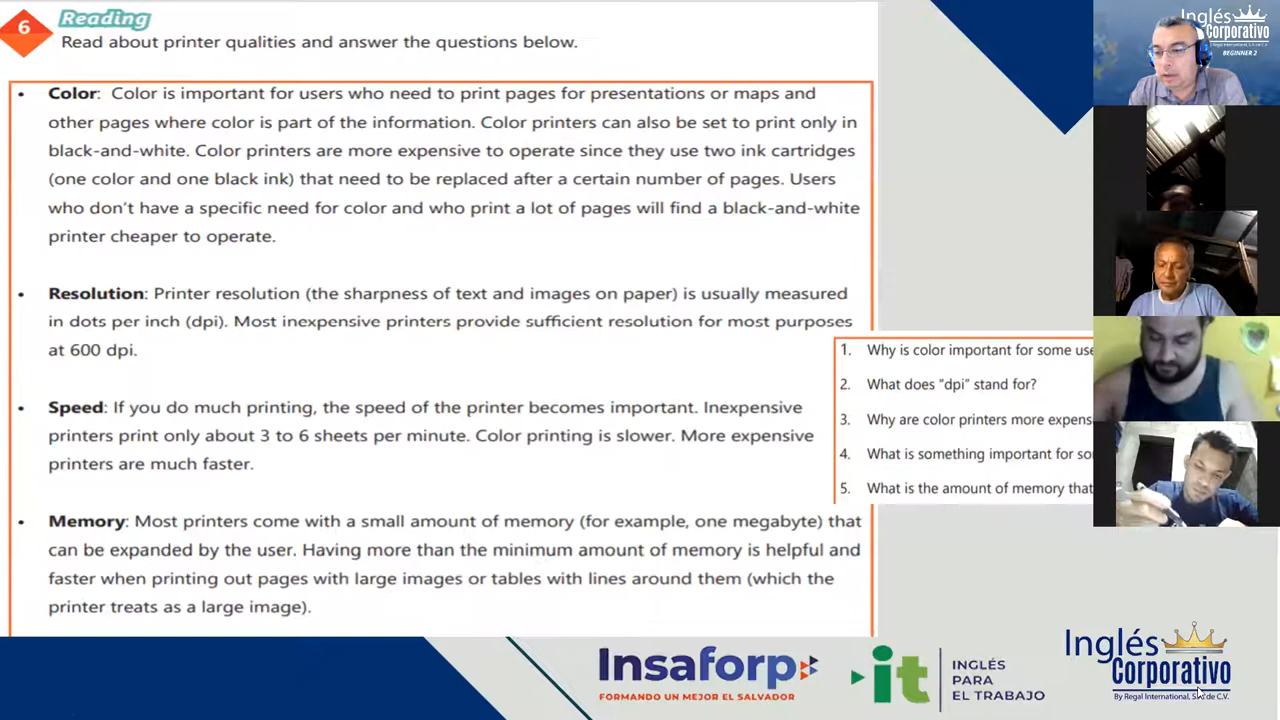 6
Reading
Read about printer qualities and answer the questions below.
• Color: Color is important for users who need to print pages for presentations or maps and
other pages where color is part of the information. Color printers can also be set to print only in
black-and-white. Color printers are more expensive to operate since they use two ink cartridges
(one color and one black ink) that need to be replaced after a certain number of pages. Users
who don't have a specific need for color and who print a lot of pages will find a black-and-white
printer cheaper to operate.
• Resolution: Printer resolution (the sharpness of text and images on paper) is usually measured
in dots per inch (dpi). Most inexpensive printers provide sufficient resolution for most purposes
at 600 dpi.
• Speed: If you do much printing, the speed of the printer becomes important. Inexpensive
printers print only about 3 to 6 sheets per minute. Color printing is slower. More expensive
printers are much faster.
• Memory: Most printers come with a small amount of memory (for example, one megabyte) that
can be expanded by the user. Having more than the minimum amount of memory is helpful and
faster when printing out pages with large images or tables with lines around them (which the
printer treats as a large image).
1. Why is color important for some use
2. What does "dpi" stand for?
3. Why are color printers more expens
4. What is something important for so
5. What is the amount of memory that
Inglés
Corporativo
By Regal International, S.A. de C.V.
BEGINNER 2
Insaforp
FORMANDO UN MEJOR EL SALVADOR
it
INGLÉS
PARA
EL TRABAJO
Inglés
Corporativo
By Regal International, S.A. de C.V.